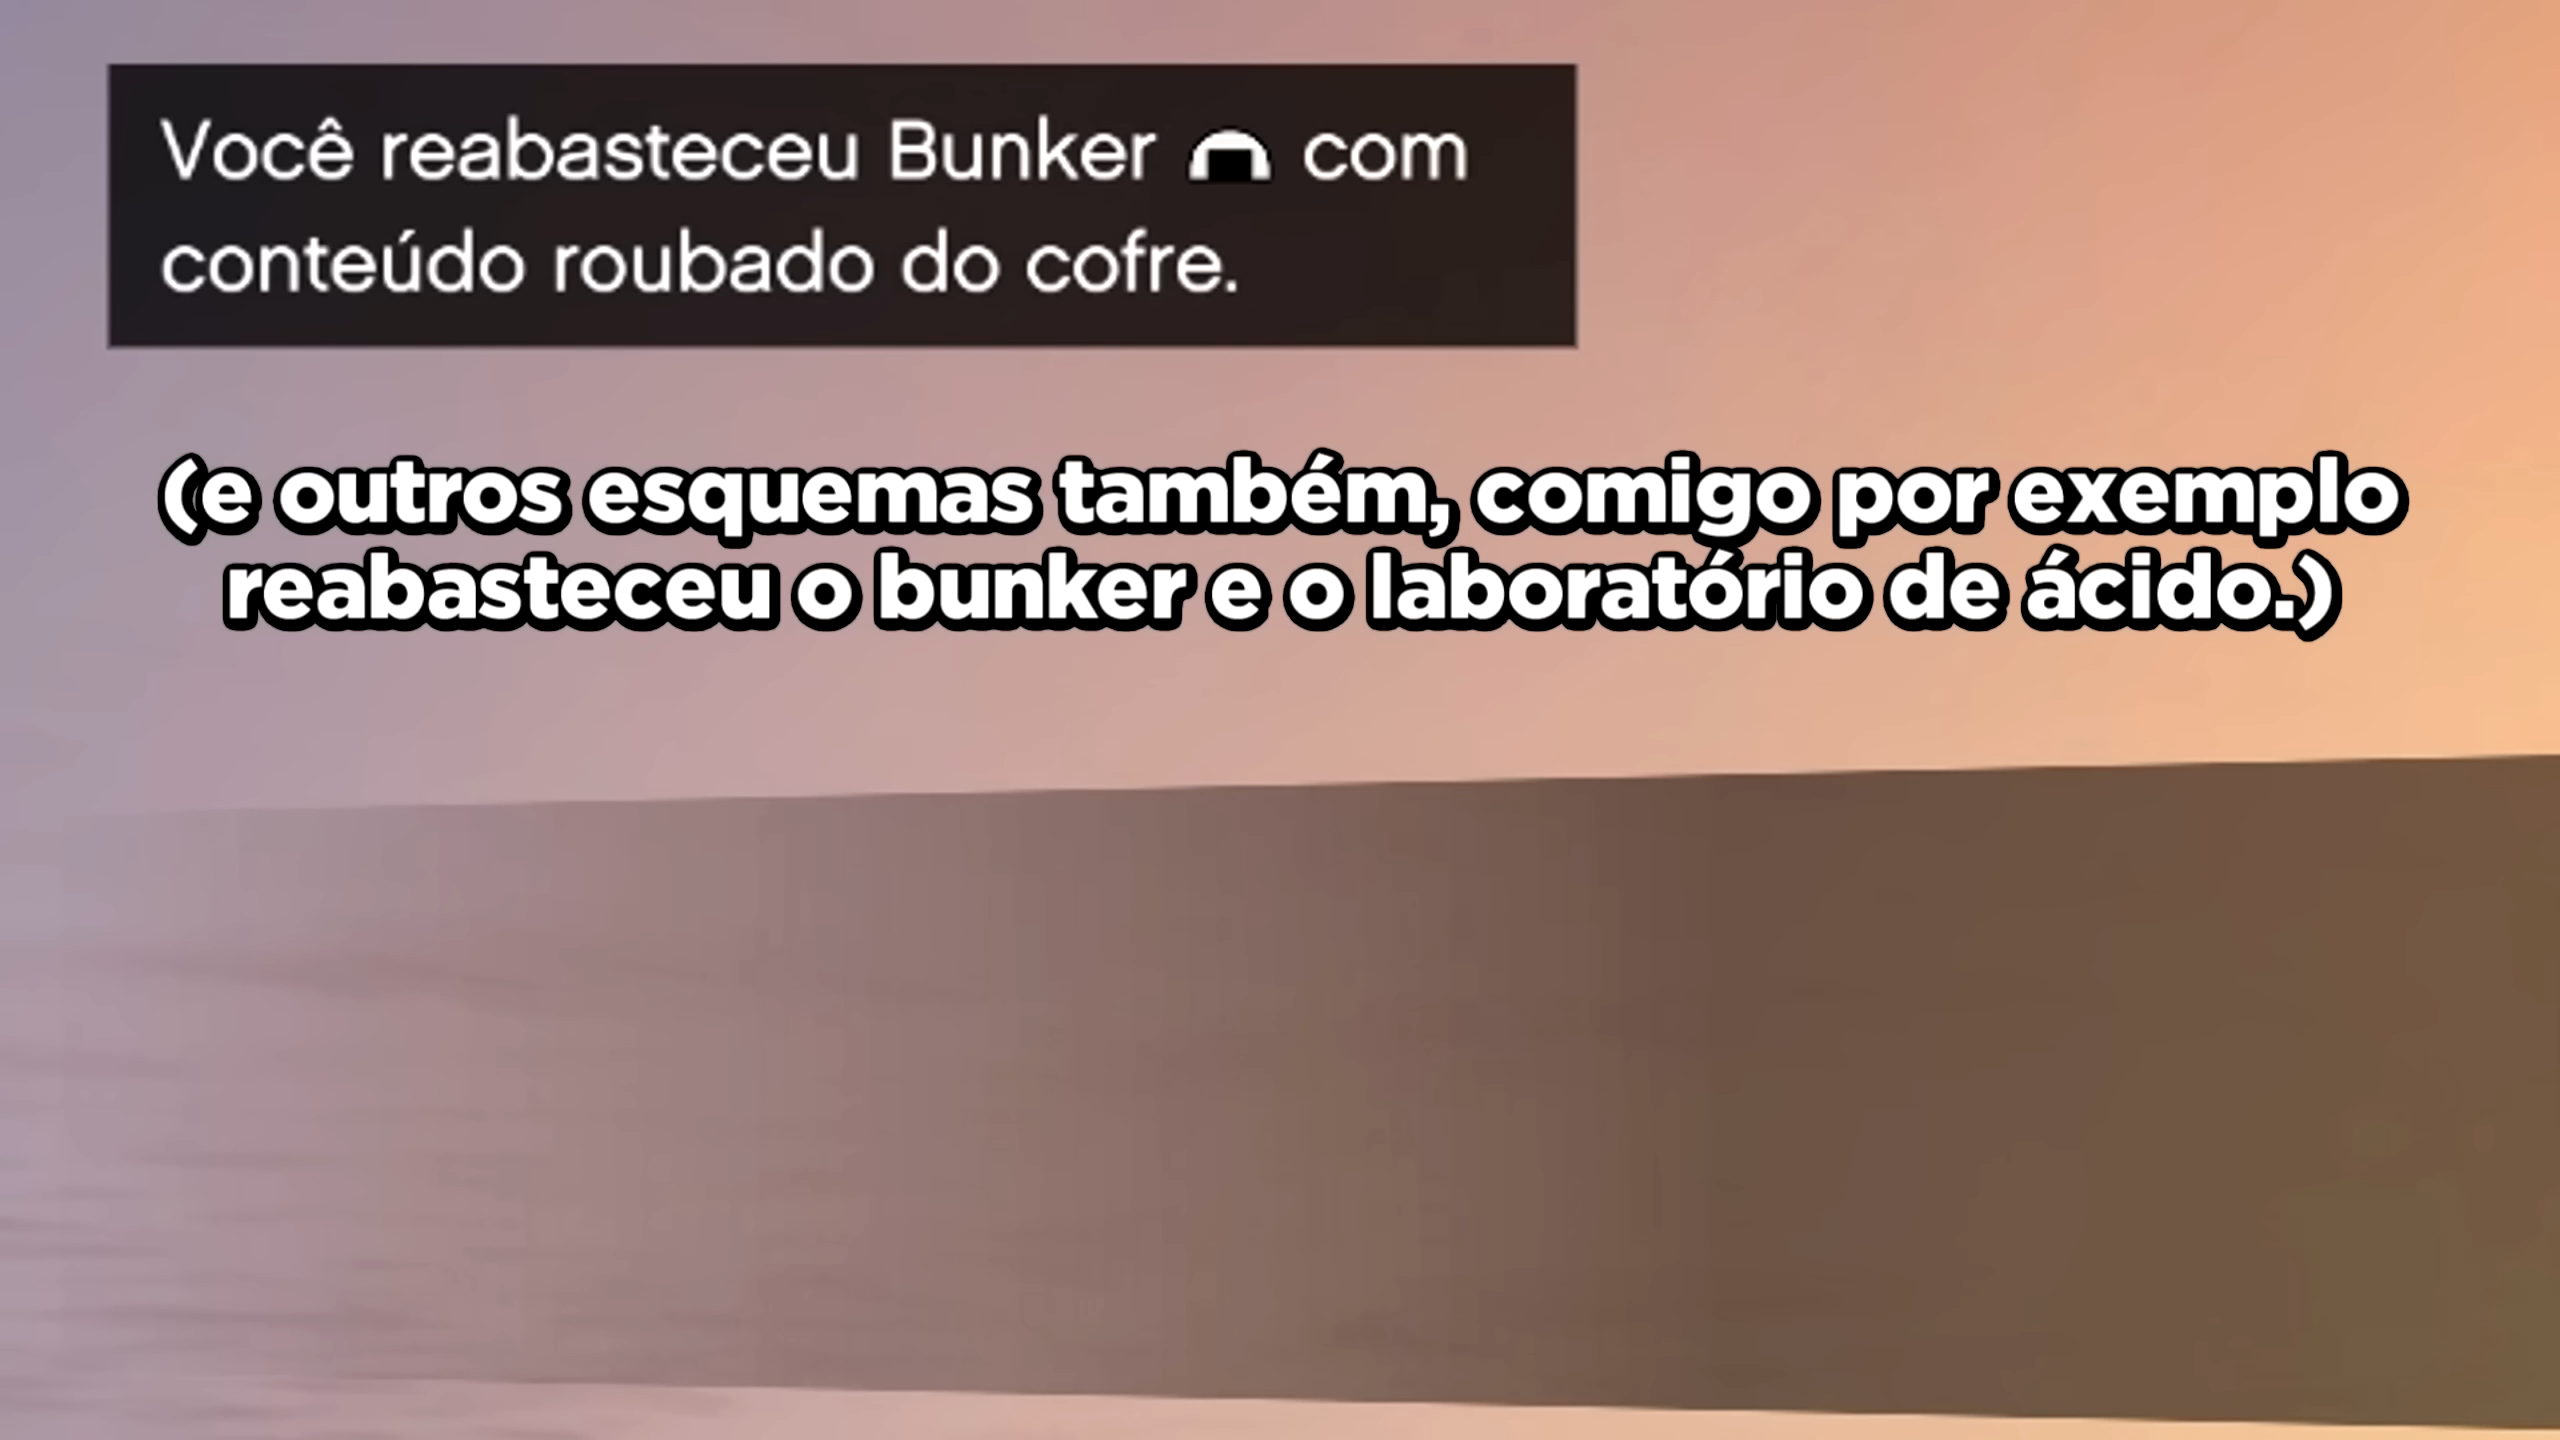 Você reabasteceu Bunker com
conteúdo roubado do cofre.
(e outros esquemas também, comigo por exemplo
reabasteceu o bunker e o laboratório de ácido.)